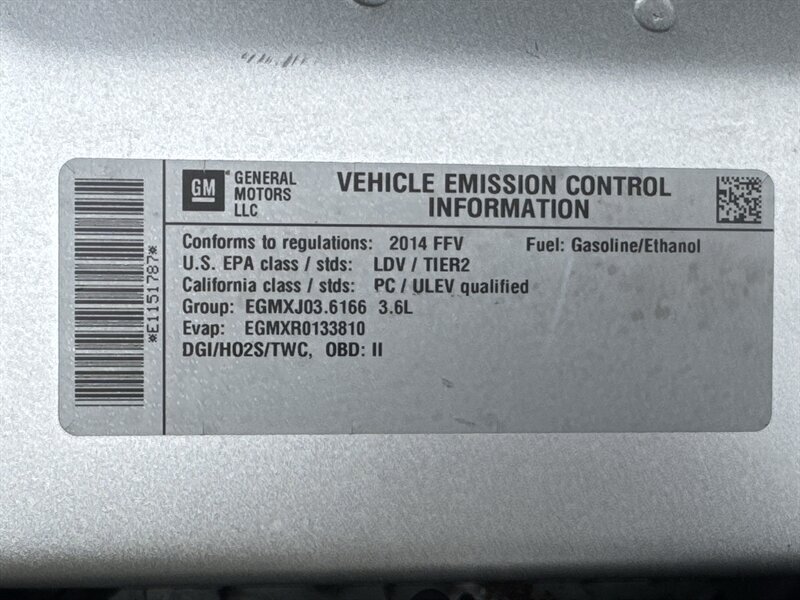 *E1151787*
GM
GENERAL
MOTORS
LLC
VEHICLE EMISSION CONTROL
INFORMATION
Conforms to regulations: 2014 FFV Fuel: Gasoline/Ethanol
U.S. EPA class / stds: LDV / TIER2
California class / stds: PC / ULEV qualified
Group: EGMXJ03.6166 3.6L
Evap: EGMXR0133810
DGI/HO2S/TWC, OBD: II